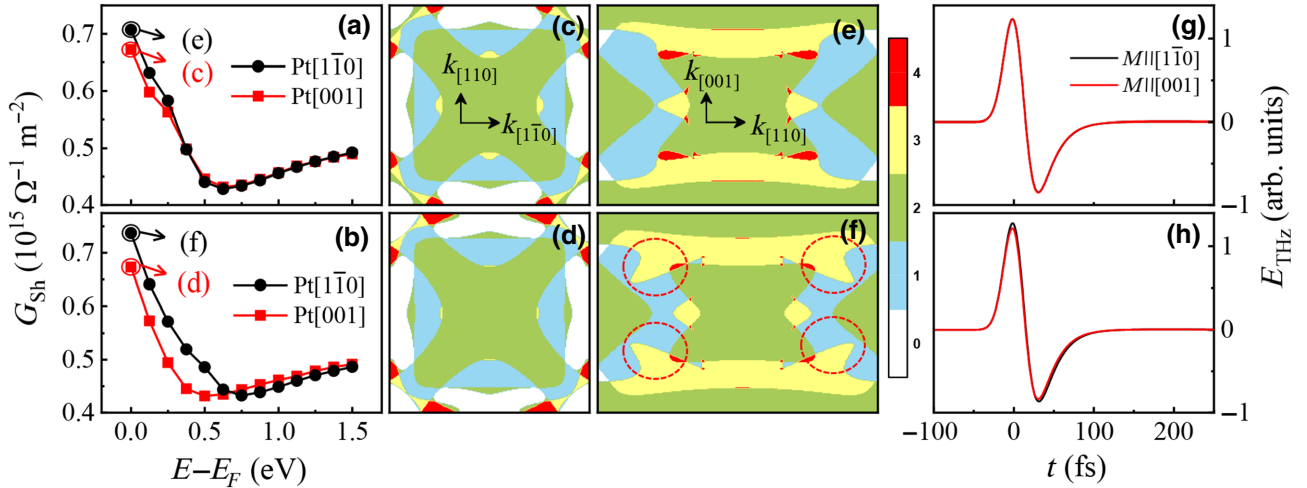 G_Sh (10^15 Ω^−1 m^−2)
0.7
0.6
0.5
0.4
(a)
(e)
(c)
Pt[11̅0]
Pt[001]
0.7
0.6
0.5
0.4
(b)
(f)
(d)
Pt[11̅0]
Pt[001]
0.0 0.5 1.0 1.5
E−E_F (eV)
(c)
k_[110]
k_[11̅0]
(d)
(e)
k_[001]
k_[110]
(f)
4
3
2
1
0
(g)
M||[11̅0]
M||[001]
1
0
−1
(h)
1
0
−1
E_THz (arb. units)
−100 0 100 200
t (fs)